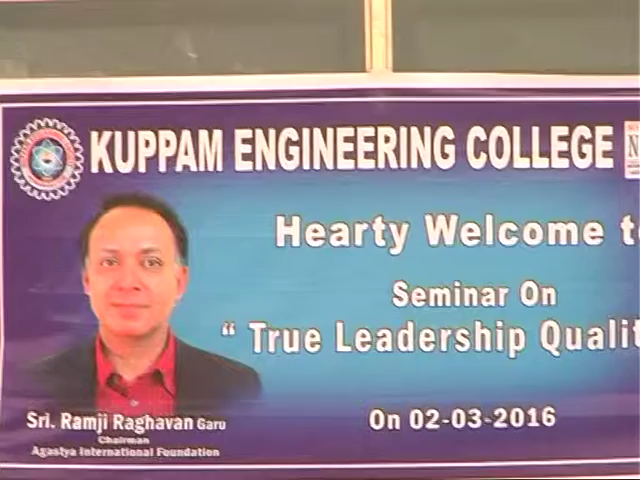 KUPPAM ENGINEERING COLLEGE
N
Hearty Welcome t
Seminar On
“ True Leadership Qualit
Sri. Ramji Raghavan Garu
Chairman
Agastya International Foundation
On 02-03-2016